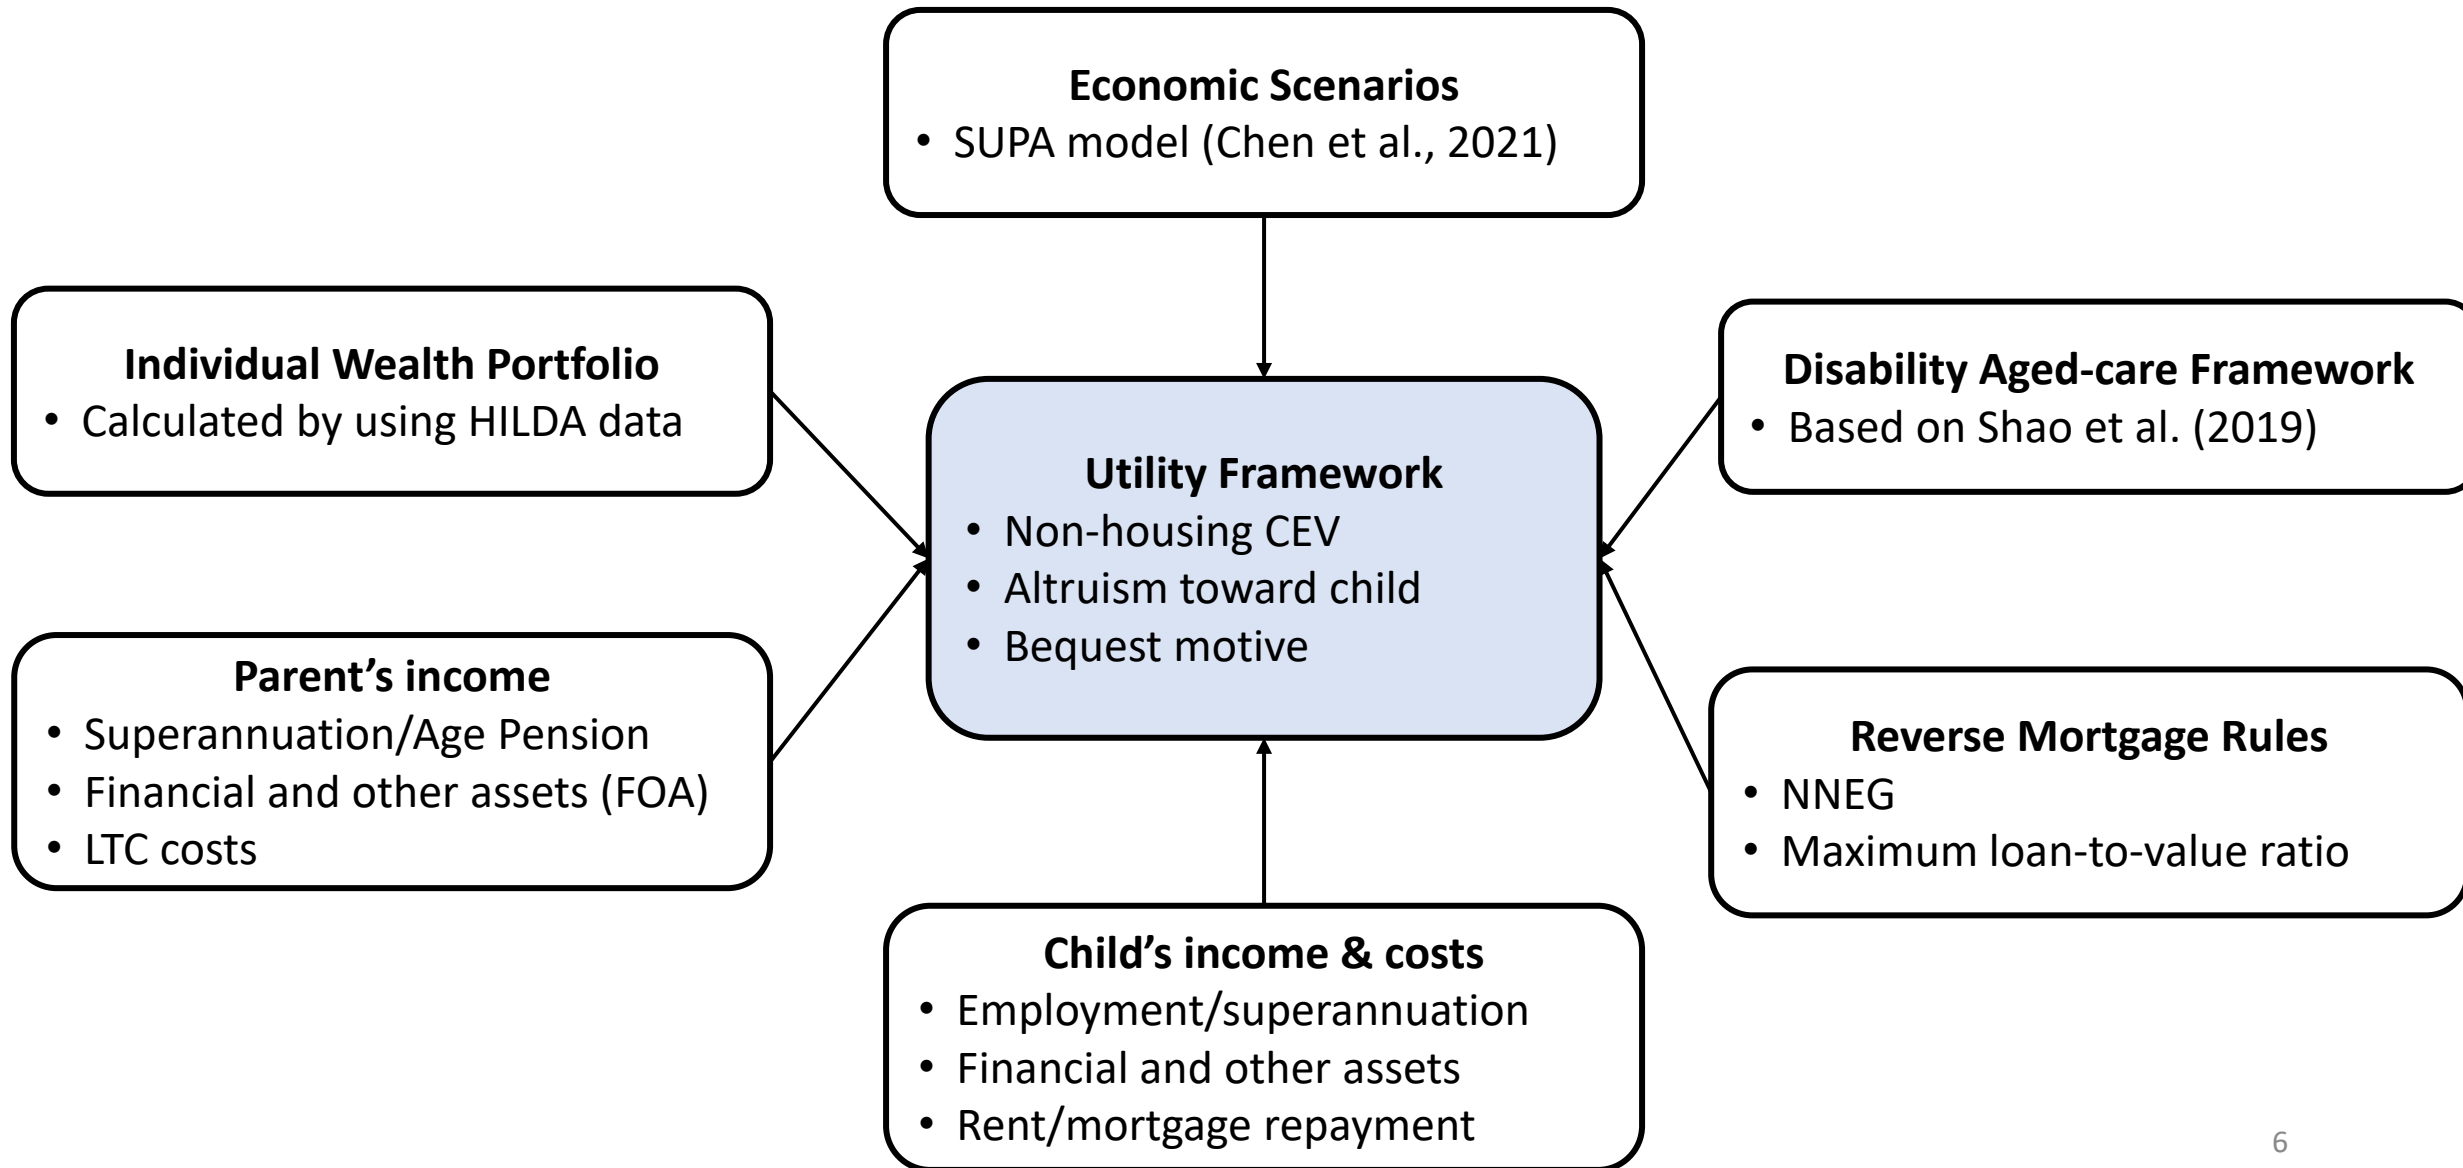 Economic Scenarios
• SUPA model (Chen et al., 2021)
Individual Wealth Portfolio
• Calculated by using HILDA data
Disability Aged-care Framework
• Based on Shao et al. (2019)
Utility Framework
• Non-housing CEV
• Altruism toward child
• Bequest motive
Parent’s income
• Superannuation/Age Pension
• Financial and other assets (FOA)
• LTC costs
Reverse Mortgage Rules
• NNEG
• Maximum loan-to-value ratio
Child’s income & costs
• Employment/superannuation
• Financial and other assets
• Rent/mortgage repayment
6